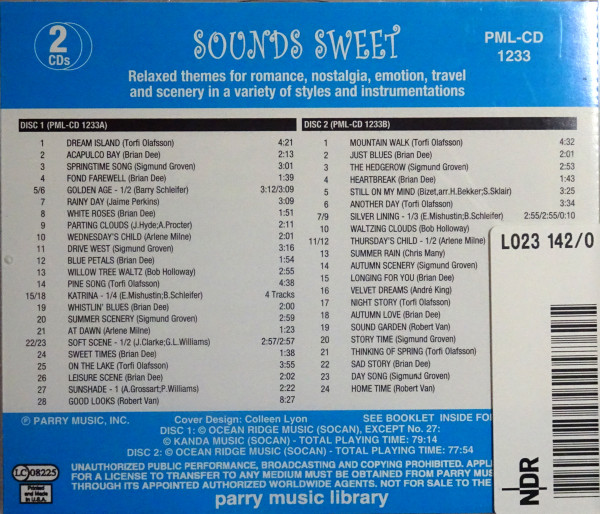 2
CDs
SOUNDS SWEET
PML-CD
1233
Relaxed themes for romance, nostalgia, emotion, travel
and scenery in a variety of styles and instrumentations
DISC 1 (PML-CD 1233A)
1 DREAM ISLAND (Torfi Olafsson) 4:21
2 ACAPULCO BAY (Brian Dee) 2:13
3 SPRINGTIME SONG (Sigmund Groven) 3:01
4 FOND FAREWELL (Brian Dee) 1:39
5/6 GOLDEN AGE - 1/2 (Barry Schleifer) 3:12/3:09
7 RAINY DAY (Jaime Perkins) 3:09
8 WHITE ROSES (Brian Dee) 1:51
9 PARTING CLOUDS (J.Hyde;A.Procter) 2:11
10 WEDNESDAY'S CHILD (Arlene Milne) 2:01
11 DRIVE WEST (Sigmund Groven) 3:16
12 BLUE PETALS (Brian Dee) 1:54
13 WILLOW TREE WALTZ (Bob Holloway) 2:55
14 PINE SONG (Torfi Olafsson) 4:38
15/18 KATRINA - 1/4 (E.Mishutin;B.Schleifer) 4 Tracks
19 WHISTLIN' BLUES (Brian Dee) 2:00
20 SUMMER SCENERY (Sigmund Groven) 2:59
21 AT DAWN (Arlene Milne) 1:23
22/23 SOFT SCENE - 1/2 (J.Clarke;G.L.Williams) 2:57/2:57
24 SWEET TIMES (Brian Dee) 1:38
25 ON THE LAKE (Torfi Olafsson) 3:55
26 LEISURE SCENE (Brian Dee) 2:02
27 SUNSHADE - 1 (A.Grossart;P.Williams) 2:22
28 GOOD LOOKS (Robert Van) 8:27
DISC 2 (PML-CD 1233B)
1 MOUNTAIN WALK (Torfi Olafsson) 4:32
2 JUST BLUES (Brian Dee) 2:01
3 THE HEDGEROW (Sigmund Groven) 2:53
4 HEARTBREAK (Brian Dee) 1:43
5 STILL ON MY MIND (Bizet,arr.H.Bekker;S.Sklair) 3:25
6 ANOTHER DAY (Torfi Olafsson) 3:34
7/9 SILVER LINING - 1/3 (E.Mishutin;B.Schleifer) 2:55/2:55/0:10
10 WALTZING CLOUDS (Bob Holloway)
11/12 THURSDAY'S CHILD - 1/2 (Arlene Milne)
13 SUMMER RAIN (Chris Many)
14 AUTUMN SCENERY (Sigmund Groven)
15 LONGING FOR YOU (Brian Dee)
16 VELVET DREAMS (André King)
17 NIGHT STORY (Torfi Olafsson)
18 AUTUMN LOVE (Brian Dee)
19 SOUND GARDEN (Robert Van)
20 STORY TIME (Sigmund Groven)
21 THINKING OF SPRING (Torfi Olafsson)
22 SAD STORY (Brian Dee)
23 DAY SONG (Sigmund Groven)
24 HOME TIME (Robert Van)
L023 142/0
NDR
℗ PARRY MUSIC, INC. Cover Design: Colleen Lyon SEE BOOKLET INSIDE FOR
DISC 1: © OCEAN RIDGE MUSIC (SOCAN), EXCEPT No. 27:
© KANDA MUSIC (SOCAN) - TOTAL PLAYING TIME: 79:14
DISC 2: © OCEAN RIDGE MUSIC (SOCAN) - TOTAL PLAYING TIME: 77:54
LC 08225
Printed
and Made in
U.S.A.
UNAUTHORIZED PUBLIC PERFORMANCE, BROADCASTING AND COPYING PROHIBITED. APPL
FOR A LICENSE TO TRANSFER TO ANY MEDIUM MUST BE OBTAINED FROM PARRY MUS
THROUGH ITS APPOINTED AUTHORIZED WORLDWIDE AGENTS. NOT FOR SALE TO THE
parry music library